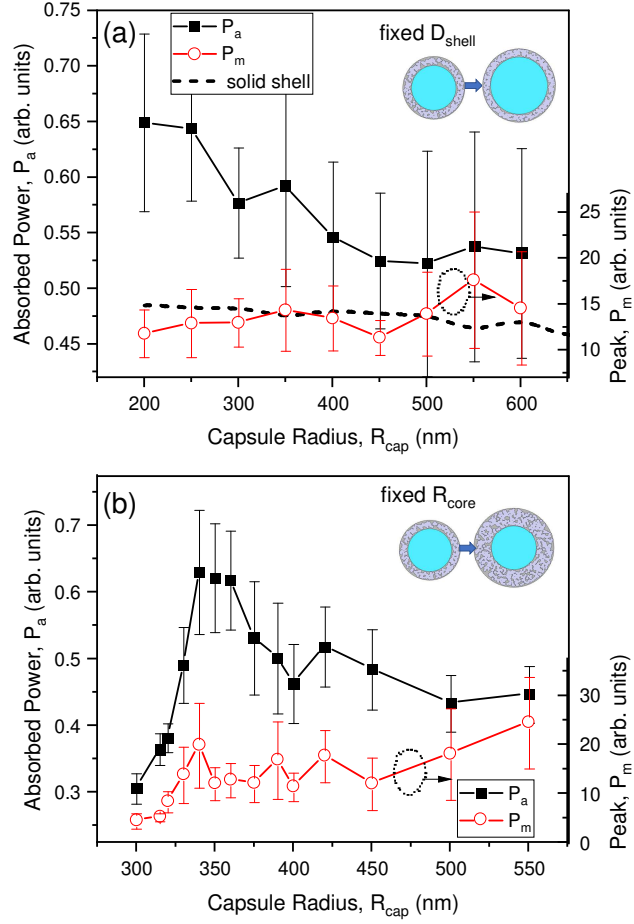 (a)
P_a
P_m
solid shell
fixed D_shell
0.75
0.70
0.65
0.60
0.55
0.50
0.45
Absorbed Power, P_a (arb. units)
25
20
15
10
Peak, P_m (arb. units)
200 300 400 500 600
Capsule Radius, R_cap (nm)
(b)
fixed R_core
0.7
0.6
0.5
0.4
0.3
Absorbed Power, P_a (arb. units)
30
20
10
0
Peak, P_m (arb. units)
P_a
P_m
300 350 400 450 500 550
Capsule Radius, R_cap (nm)